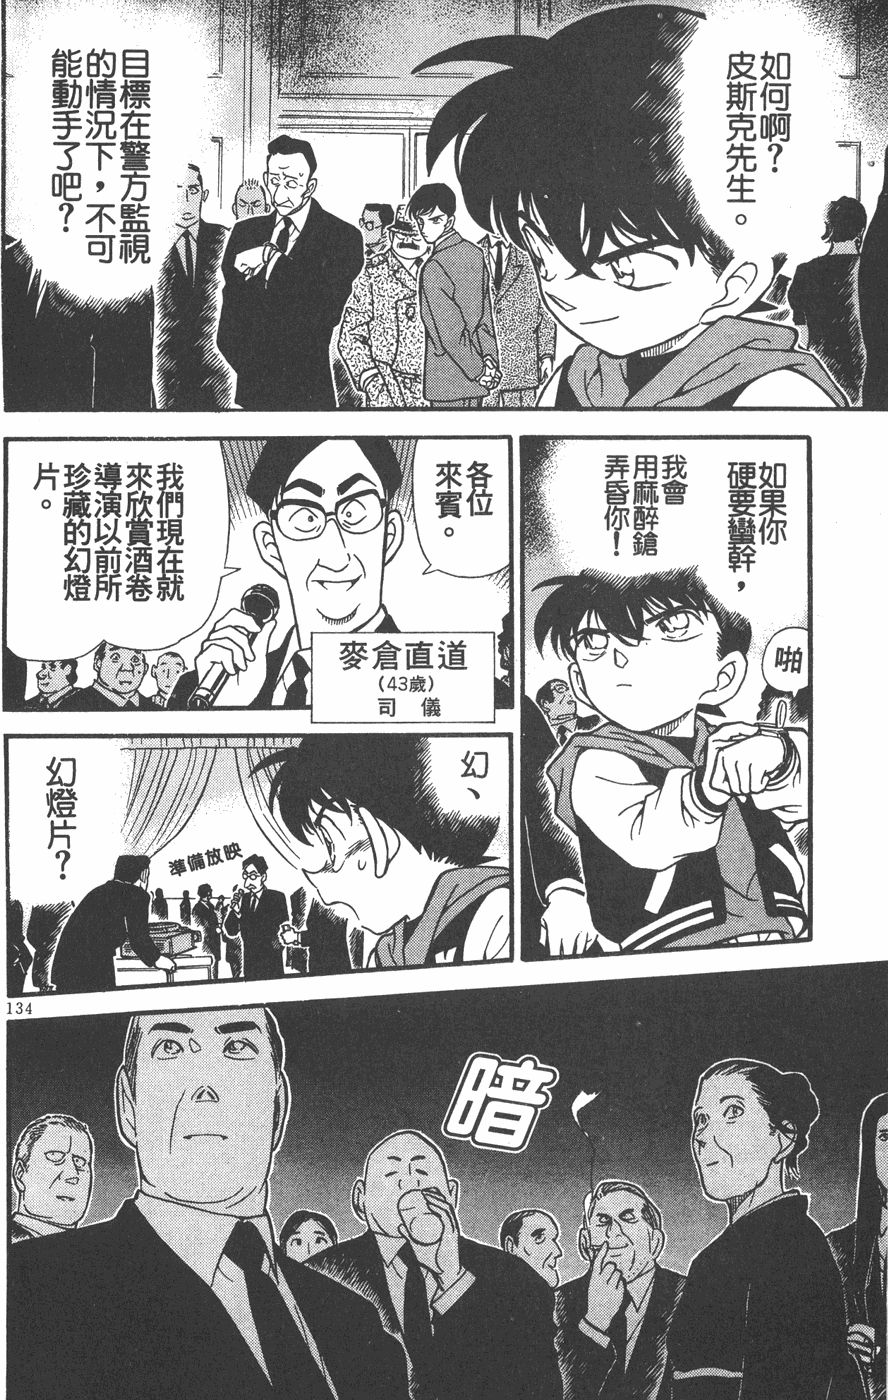 如何啊？
皮斯克先生。
目標在警方監視
的情況下，不可
能動手了吧？
如果你
硬要蠻幹，
我會
用麻醉鎗
弄昏你！
啪
各位
來賓。
我們現在就
來欣賞酒卷
導演以前所
珍藏的幻燈
片。
麥倉直道
（43歲）
司儀
幻、
幻燈片？
準備放映
134
暗